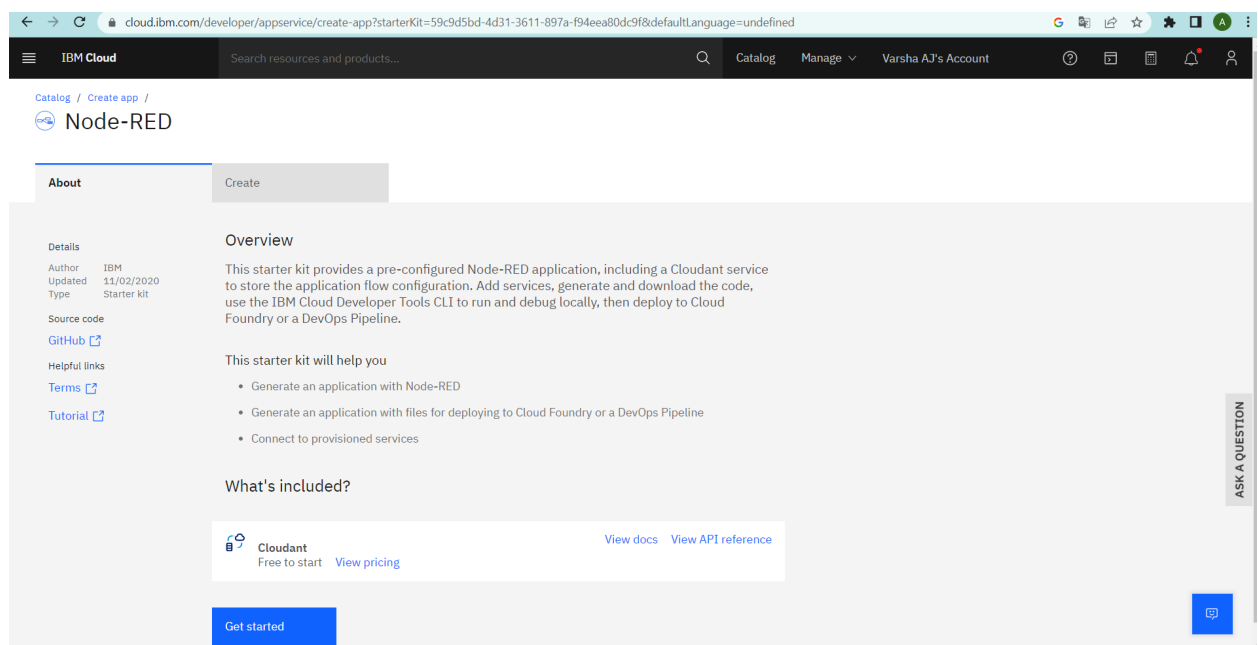 cloud.ibm.com/developer/appservice/create-app?starterKit=59c9d5bd-4d31-3611-897a-f94eea80dc9f&defaultLanguage=undefined
G
A
IBM Cloud
Search resources and products...
Catalog
Manage
Varsha AJ's Account
Catalog / Create app /
Node-RED
About
Create
Details
Author IBM
Updated 11/02/2020
Type Starter kit
Source code
GitHub
Helpful links
Terms
Tutorial
Overview
This starter kit provides a pre-configured Node-RED application, including a Cloudant service
to store the application flow configuration. Add services, generate and download the code,
use the IBM Cloud Developer Tools CLI to run and debug locally, then deploy to Cloud
Foundry or a DevOps Pipeline.
This starter kit will help you
• Generate an application with Node-RED
• Generate an application with files for deploying to Cloud Foundry or a DevOps Pipeline
• Connect to provisioned services
What's included?
Cloudant
Free to start View pricing
View docs View API reference
Get started
ASK A QUESTION